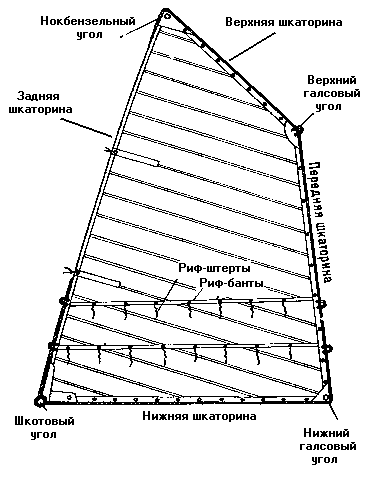 Нокбензельный
угол
Верхняя шкаторина
Задняя
шкаторина
Верхний
галсовый
угол
Передняя шкаторина
Риф-штерты
Риф-банты
Шкотовый
угол
Нижняя шкаторина
Нижний
галсовый
угол